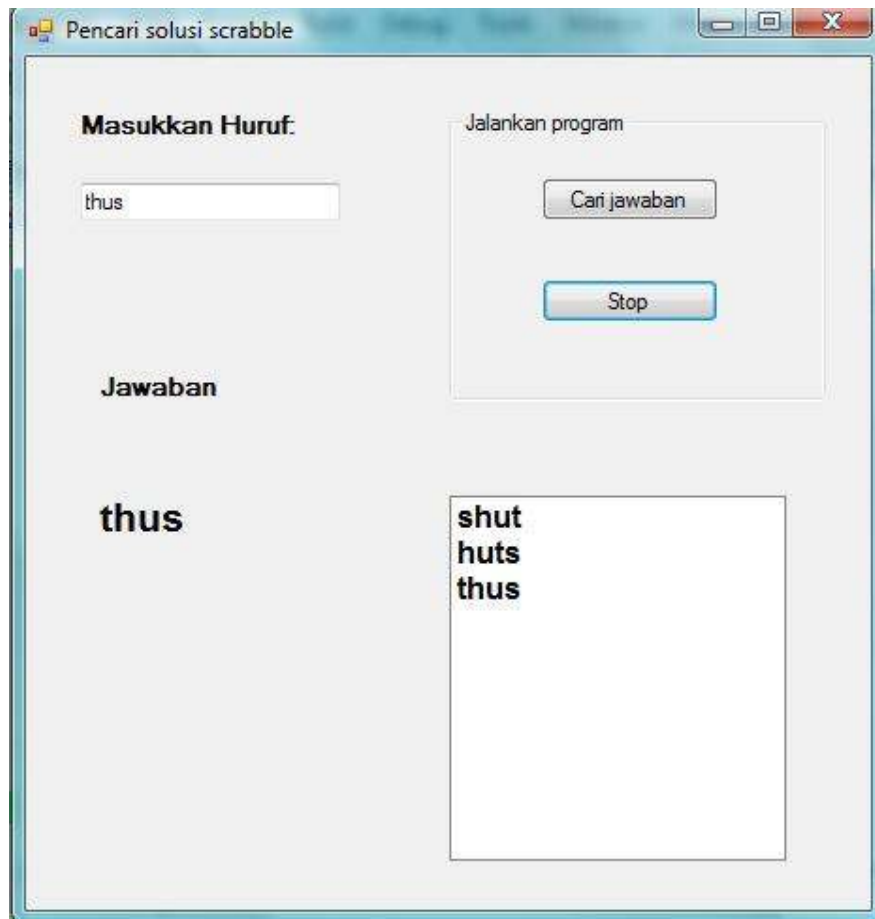 Pencari solusi scrabble
Masukkan Huruf:
thus
Jalankan program
Cari jawaban
Stop
Jawaban
thus
shut
huts
thus